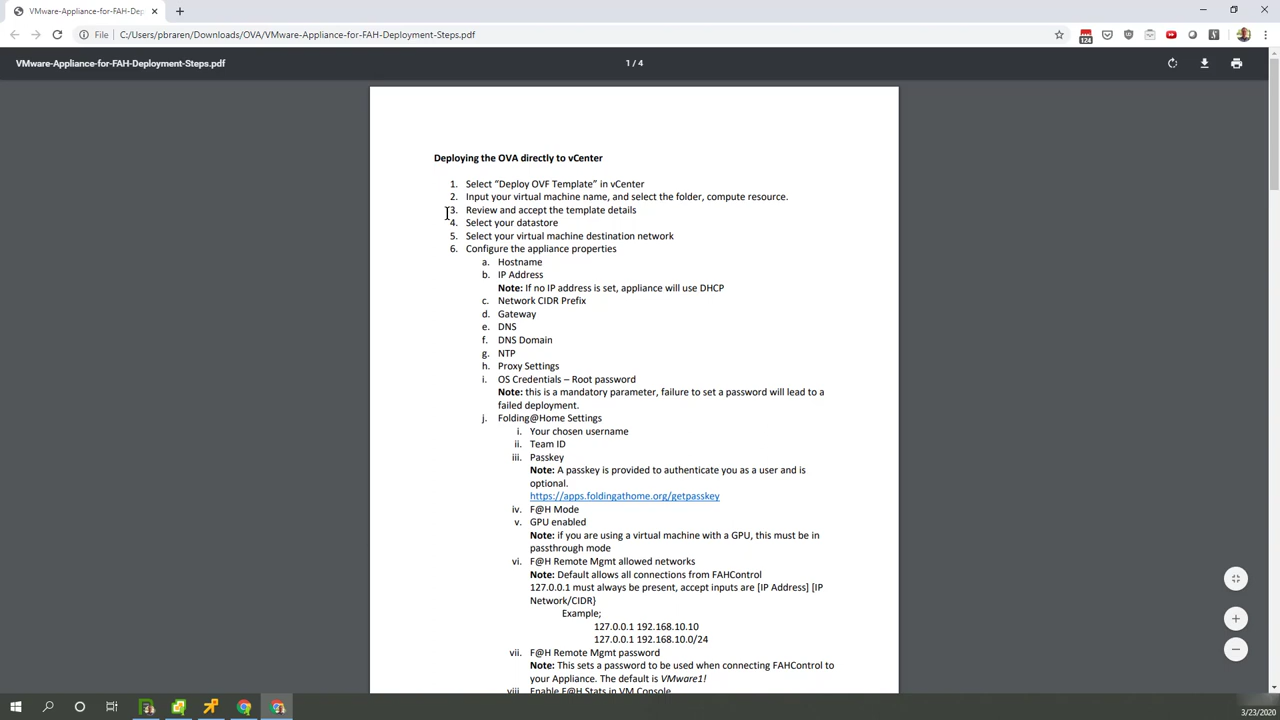 VMware-Appliance-for-FAH-Dep
File
C:/Users/pbraren/Downloads/OVA/VMware-Appliance-for-FAH-Deployment-Steps.pdf
124
VMware-Appliance-for-FAH-Deployment-Steps.pdf
1 / 4
Deploying the OVA directly to vCenter
1. Select “Deploy OVF Template” in vCenter
2. Input your virtual machine name, and select the folder, compute resource.
3. Review and accept the template details
4. Select your datastore
5. Select your virtual machine destination network
6. Configure the appliance properties
a. Hostname
b. IP Address
Note: If no IP address is set, appliance will use DHCP
c. Network CIDR Prefix
d. Gateway
e. DNS
f. DNS Domain
g. NTP
h. Proxy Settings
i. OS Credentials – Root password
Note: this is a mandatory parameter, failure to set a password will lead to a
failed deployment.
j. Folding@Home Settings
i. Your chosen username
ii. Team ID
iii. Passkey
Note: A passkey is provided to authenticate you as a user and is
optional.
https://apps.foldingathome.org/getpasskey
iv. F@H Mode
v. GPU enabled
Note: if you are using a virtual machine with a GPU, this must be in
passthrough mode
vi. F@H Remote Mgmt allowed networks
Note: Default allows all connections from FAHControl
127.0.0.1 must always be present, accept inputs are [IP Address] [IP
Network/CIDR}
Example;
127.0.0.1 192.168.10.10
127.0.0.1 192.168.10.0/24
vii. F@H Remote Mgmt password
Note: This sets a password to be used when connecting FAHControl to
your Appliance. The default is VMware1!
viii. Enable F@H Stats in VM Console
3/23/2020